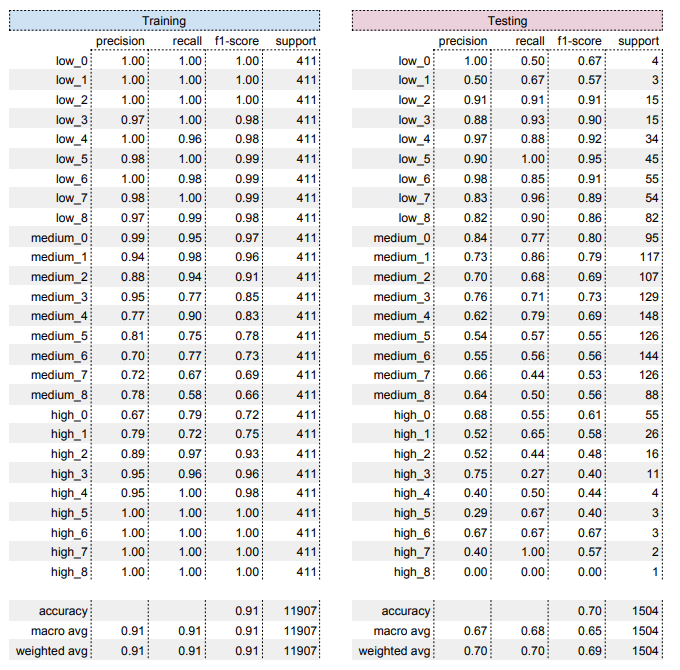 Training Testing
precision recall f1-score support precision recall f1-score support
low_0 1.00 1.00 1.00 411 low_0 1.00 0.50 0.67 4
low_1 1.00 1.00 1.00 411 low_1 0.50 0.67 0.57 3
low_2 1.00 1.00 1.00 411 low_2 0.91 0.91 0.91 15
low_3 0.97 1.00 0.98 411 low_3 0.88 0.93 0.90 15
low_4 1.00 0.96 0.98 411 low_4 0.97 0.88 0.92 34
low_5 0.98 1.00 0.99 411 low_5 0.90 1.00 0.95 45
low_6 1.00 0.98 0.99 411 low_6 0.98 0.85 0.91 55
low_7 0.98 1.00 0.99 411 low_7 0.83 0.96 0.89 54
low_8 0.97 0.99 0.98 411 low_8 0.82 0.90 0.86 82
medium_0 0.99 0.95 0.97 411 medium_0 0.84 0.77 0.80 95
medium_1 0.94 0.98 0.96 411 medium_1 0.73 0.86 0.79 117
medium_2 0.88 0.94 0.91 411 medium_2 0.70 0.68 0.69 107
medium_3 0.95 0.77 0.85 411 medium_3 0.76 0.71 0.73 129
medium_4 0.77 0.90 0.83 411 medium_4 0.62 0.79 0.69 148
medium_5 0.81 0.75 0.78 411 medium_5 0.54 0.57 0.55 126
medium_6 0.70 0.77 0.73 411 medium_6 0.55 0.56 0.56 144
medium_7 0.72 0.67 0.69 411 medium_7 0.66 0.44 0.53 126
medium_8 0.78 0.58 0.66 411 medium_8 0.64 0.50 0.56 88
high_0 0.67 0.79 0.72 411 high_0 0.68 0.55 0.61 55
high_1 0.79 0.72 0.75 411 high_1 0.52 0.65 0.58 26
high_2 0.89 0.97 0.93 411 high_2 0.52 0.44 0.48 16
high_3 0.95 0.96 0.96 411 high_3 0.75 0.27 0.40 11
high_4 0.95 1.00 0.98 411 high_4 0.40 0.50 0.44 4
high_5 1.00 1.00 1.00 411 high_5 0.29 0.67 0.40 3
high_6 1.00 1.00 1.00 411 high_6 0.67 0.67 0.67 3
high_7 1.00 1.00 1.00 411 high_7 0.40 1.00 0.57 2
high_8 1.00 1.00 1.00 411 high_8 0.00 0.00 0.00 1
accuracy 0.91 11907 accuracy 0.70 1504
macro avg 0.91 0.91 0.91 11907 macro avg 0.67 0.68 0.65 1504
weighted avg 0.91 0.91 0.91 11907 weighted avg 0.70 0.70 0.69 1504